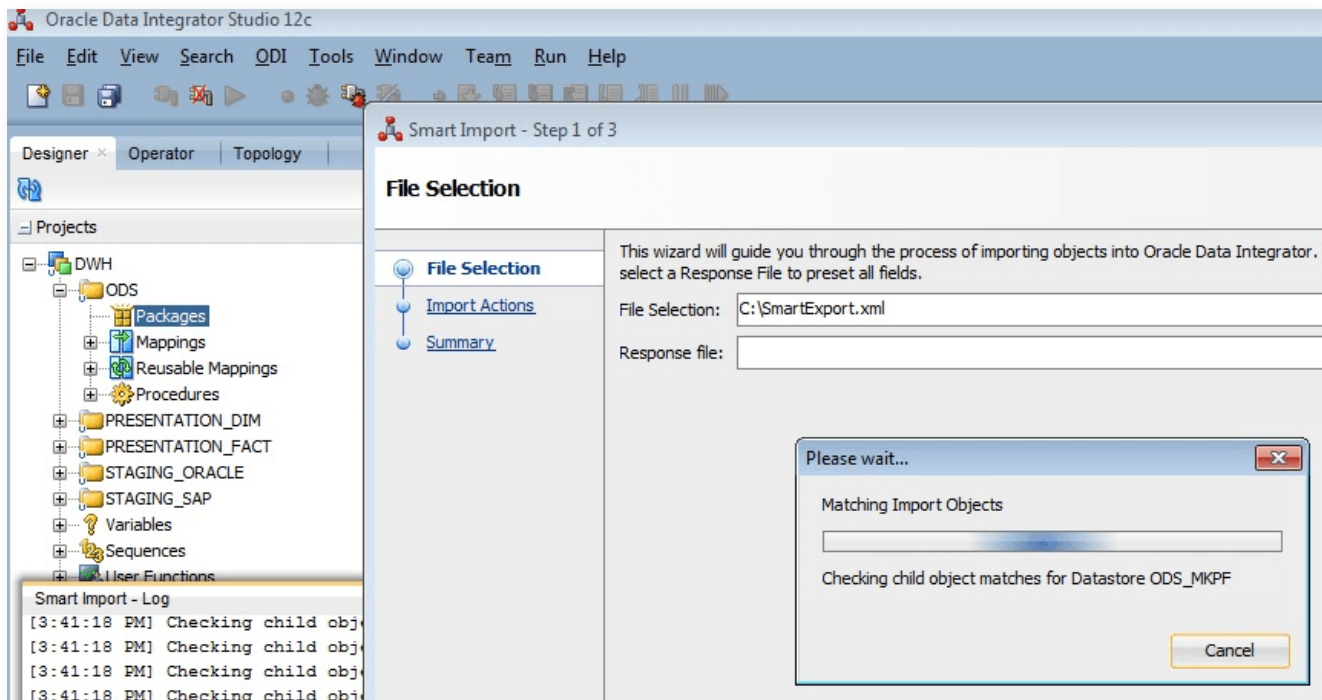 Oracle Data Integrator Studio 12c
File Edit View Search ODI Tools Window Team Run Help
Smart Import - Step 1 of 3
Designer × Operator Topology
File Selection
Projects
DWH
ODS
Packages
Mappings
Reusable Mappings
Procedures
PRESENTATION_DIM
PRESENTATION_FACT
STAGING_ORACLE
STAGING_SAP
Variables
Sequences
User Functions
File Selection
Import Actions
Summary
This wizard will guide you through the process of importing objects into Oracle Data Integrator.
select a Response File to preset all fields.
File Selection: C:\SmartExport.xml
Response file:
Please wait...
Matching Import Objects
Checking child object matches for Datastore ODS_MKPF
Cancel
Smart Import - Log
[3:41:18 PM] Checking child obj
[3:41:18 PM] Checking child obj
[3:41:18 PM] Checking child obj
[3:41:18 PM] Checking child obj